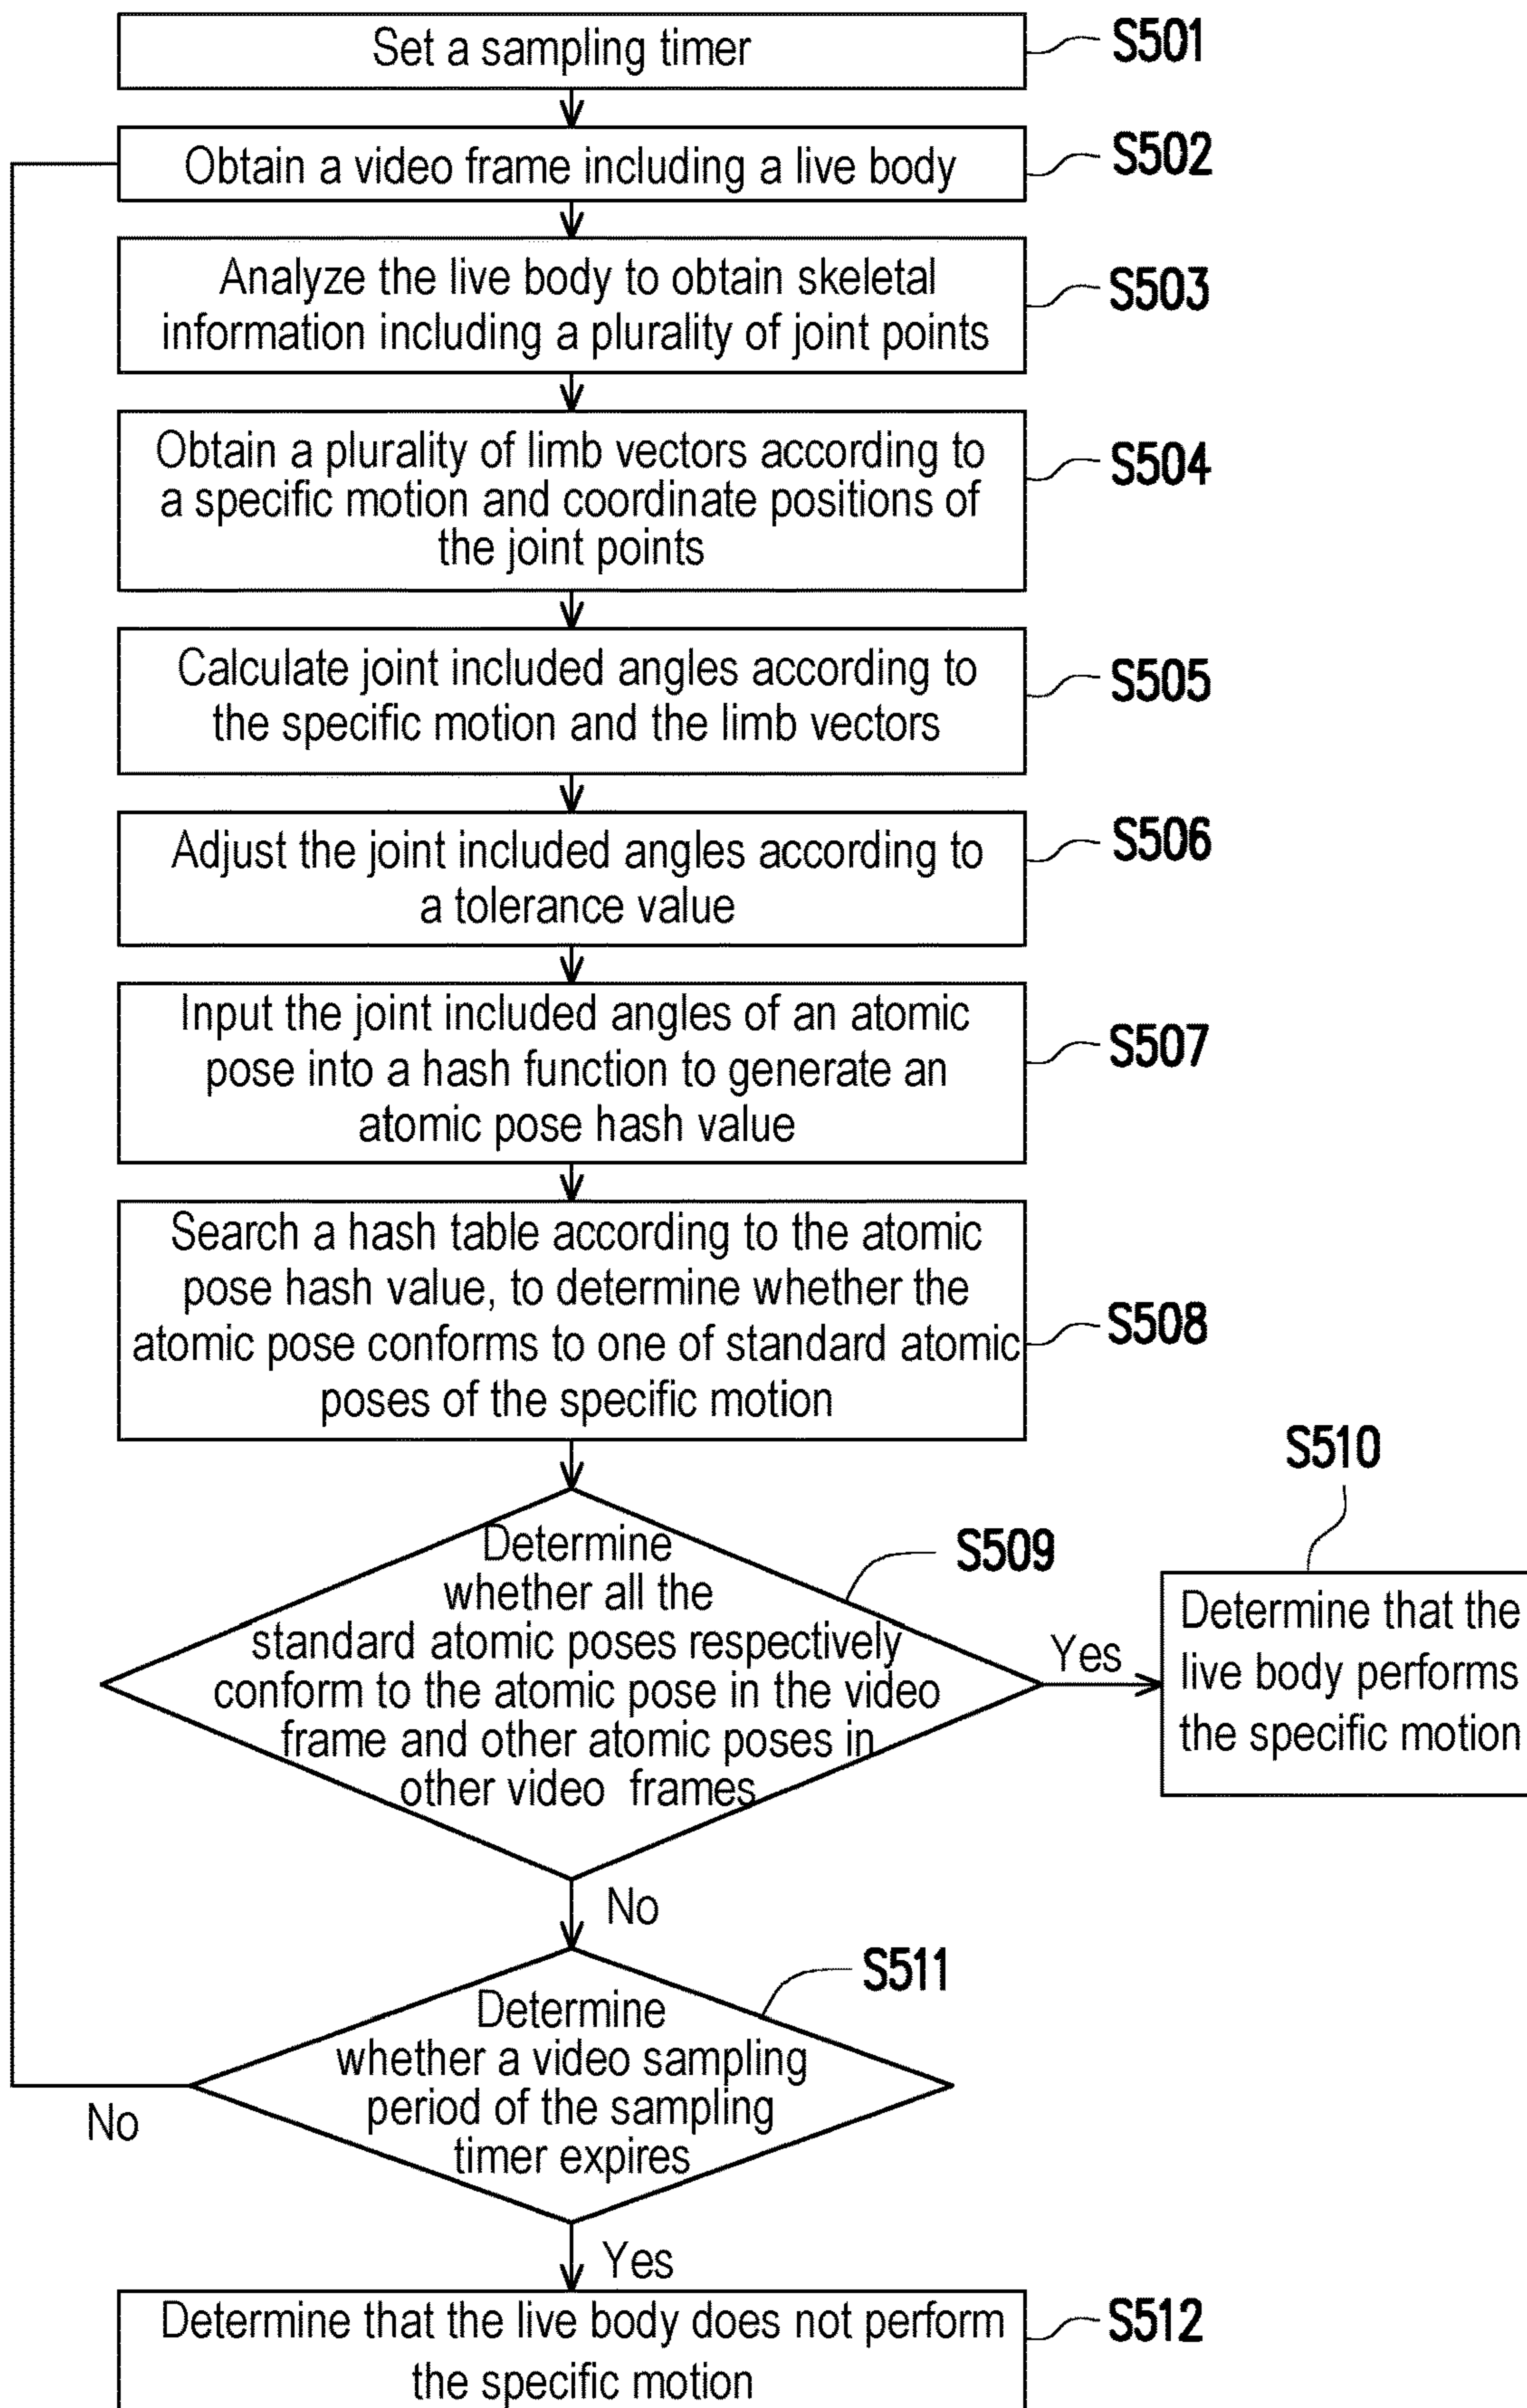 Set a sampling timer
S501
Obtain a video frame including a live body
S502
Analyze the live body to obtain skeletal
information including a plurality of joint points
S503
Obtain a plurality of limb vectors according to
a specific motion and coordinate positions of
the joint points
S504
Calculate joint included angles according to
the specific motion and the limb vectors
S505
Adjust the joint included angles according to
a tolerance value
S506
Input the joint included angles of an atomic
pose into a hash function to generate an
atomic pose hash value
S507
Search a hash table according to the atomic
pose hash value, to determine whether the
atomic pose conforms to one of standard atomic
poses of the specific motion
S508
Determine
whether all the
standard atomic poses respectively
conform to the atomic pose in the video
frame and other atomic poses in
other video frames
S509
Yes
S510
Determine that the
live body performs
the specific motion
No
Determine
whether a video sampling
period of the sampling
timer expires
S511
No
Yes
Determine that the live body does not perform
the specific motion
S512